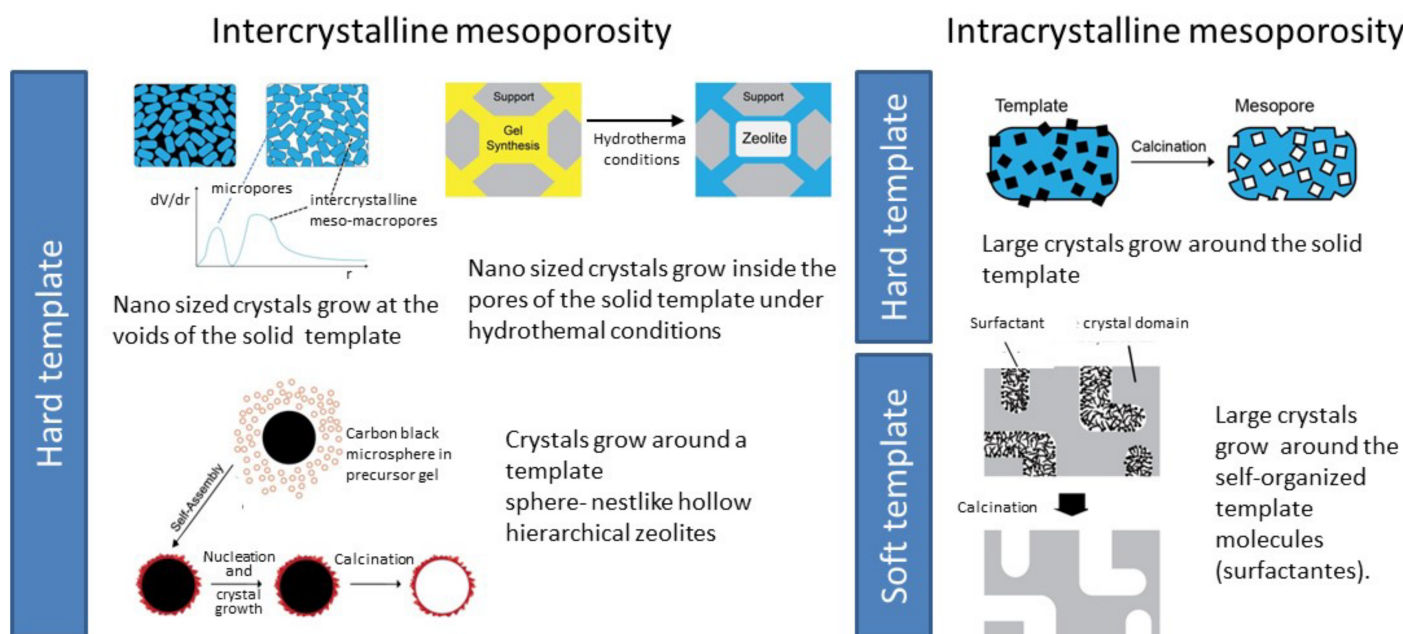 Intercrystalline mesoporosity
Intracrystalline mesoporosity
Hard template
dV/dr
micropores
intercrystalline
meso-macropores
r
Nano sized crystals grow at the
voids of the solid template
Support
Gel
Synthesis
Hydrotherma
conditions
Support
Zeolite
Nano sized crystals grow inside the
pores of the solid template under
hydrothemal conditions
Carbon black
microsphere in
precursor gel
Self-Assembly
Nucleation
and
crystal
growth
Calcination
Crystals grow around a
template
sphere- nestlike hollow
hierarchical zeolites
Hard template
Template
Calcination
Mesopore
Large crystals grow around the solid
template
Soft template
Surfactant
crystal domain
Calcination
Large crystals
grow around the
self-organized
template
molecules
(surfactantes).